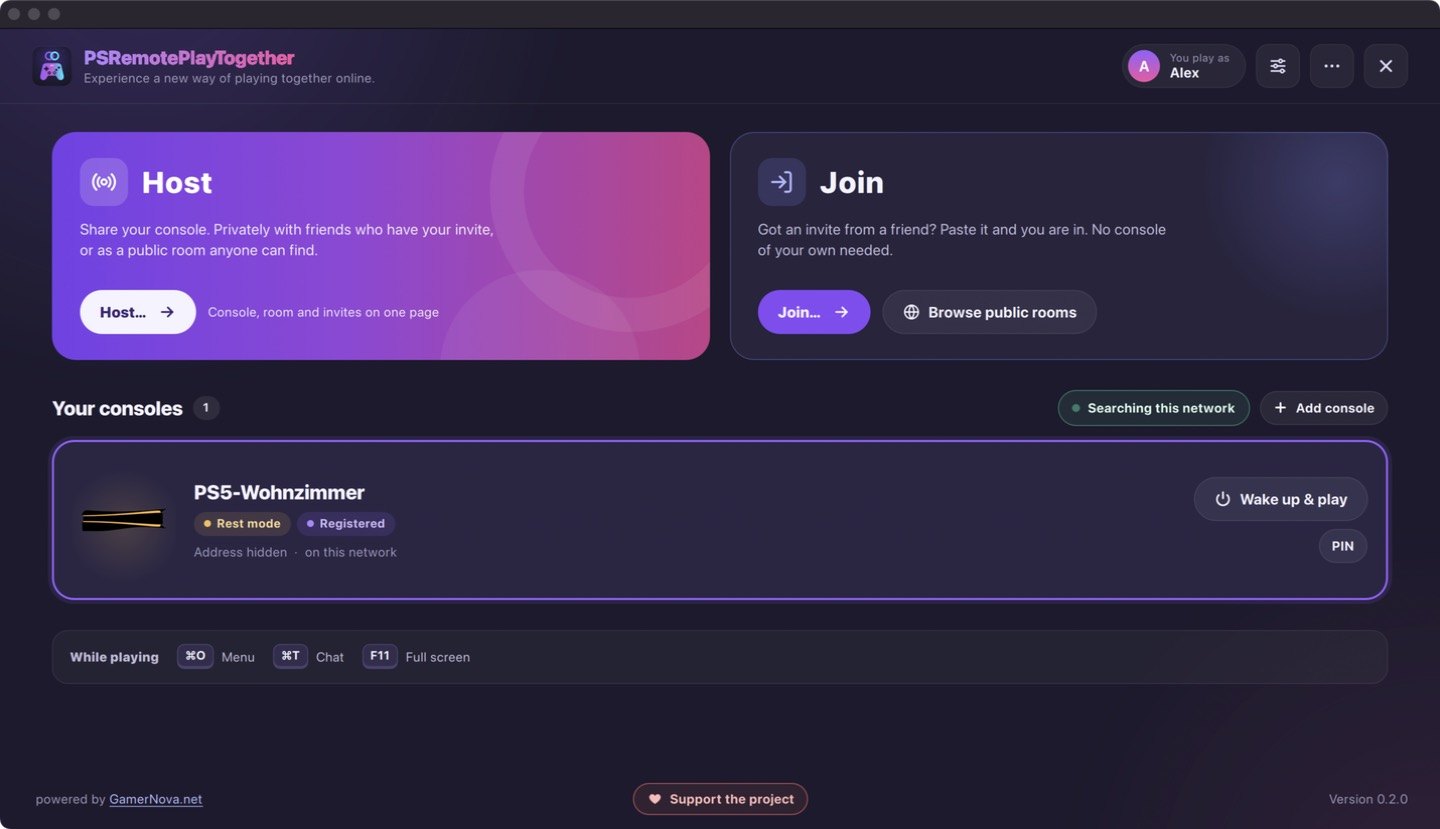 PSRemotePlayTogether
Experience a new way of playing together online.
A
You play as
Alex
Host
Share your console. Privately with friends who have your invite,
or as a public room anyone can find.
Host... →
Console, room and invites on one page
Join
Got an invite from a friend? Paste it and you are in. No console
of your own needed.
Join... →
Browse public rooms
Your consoles 1
Searching this network
+ Add console
PS5-Wohnzimmer
Rest mode
Registered
Address hidden · on this network
Wake up & play
PIN
While playing ⌘O Menu ⌘T Chat F11 Full screen
powered by GamerNova.net
Support the project
Version 0.2.0